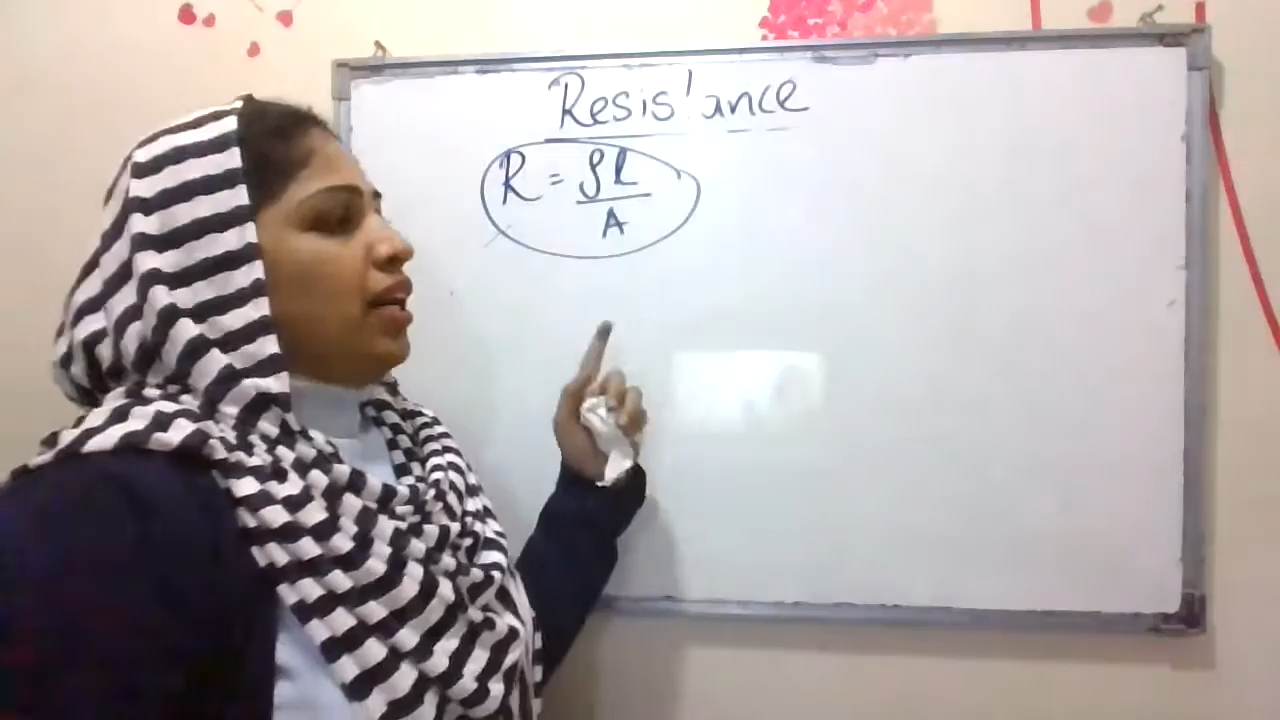 Resistance
R = ρl/A